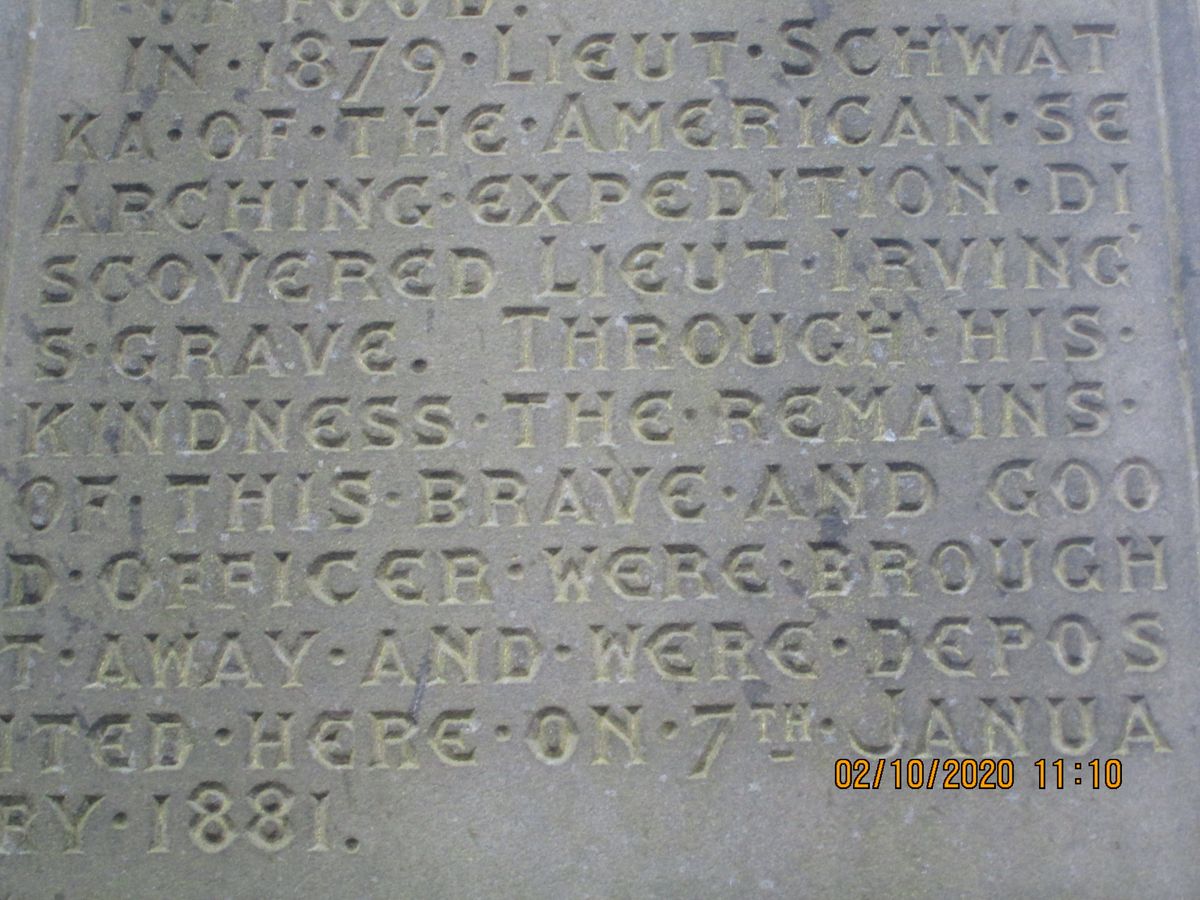 FOOD.
IN · 1879 · LIEUT · SCHWAT
KA · OF · THE · AMERICAN · SE
ARCHING · EXPEDITION · DI
SCOVERED LIEUT · IRVING'
S · GRAVE. THROUGH · HIS ·
KINDNESS · THE · REMAINS ·
OF · THIS · BRAVE · AND GOO
D · OFFICER · WERE · BROUGH
T · AWAY · AND · WERE · DEPOS
ITED · HERE · ON · 7TH · JANUA
RY · 1881.
02/10/2020 11:10